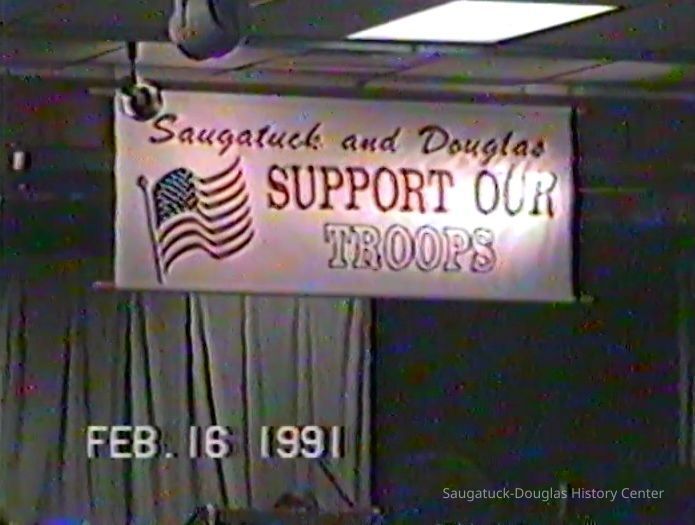 Saugatuck and Douglas
SUPPORT OUR
TROOPS
FEB. 16 1991
Saugatuck-Douglas History Center